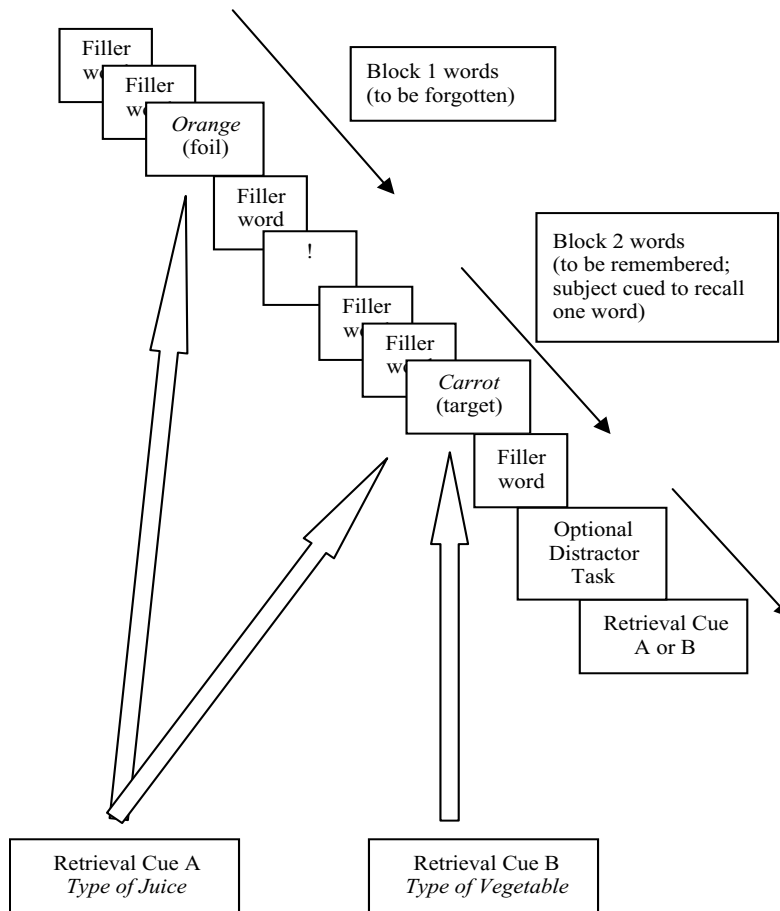 Filler
Filler
Orange
(foil)
Filler
word
!
Filler
Filler
Carrot
(target)
Filler
word
Optional
Distractor
Task
Retrieval Cue
A or B
Block 1 words
(to be forgotten)
Block 2 words
(to be remembered;
subject cued to recall
one word)
Retrieval Cue A
Type of Juice
Retrieval Cue B
Type of Vegetable